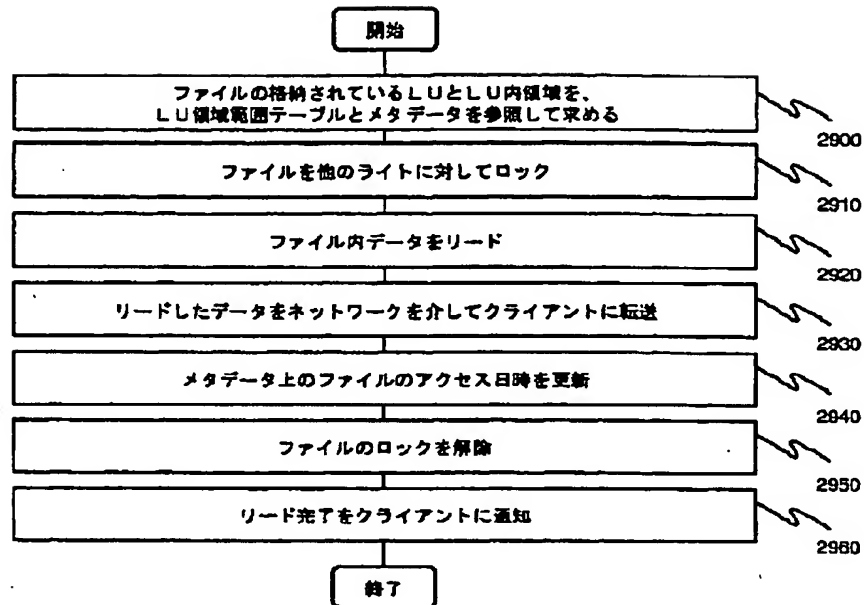 開始
ファイルの格納されているLUとLU内領域を、
LU領域範囲テーブルとメタデータを参照して求める
2900
ファイルを他のライトに対してロック
2910
ファイル内データをリード
2920
リードしたデータをネットワークを介してクライアントに転送
2930
メタデータ上のファイルのアクセス日時を更新
2940
ファイルのロックを解除
2950
リード完了をクライアントに通知
2960
終了